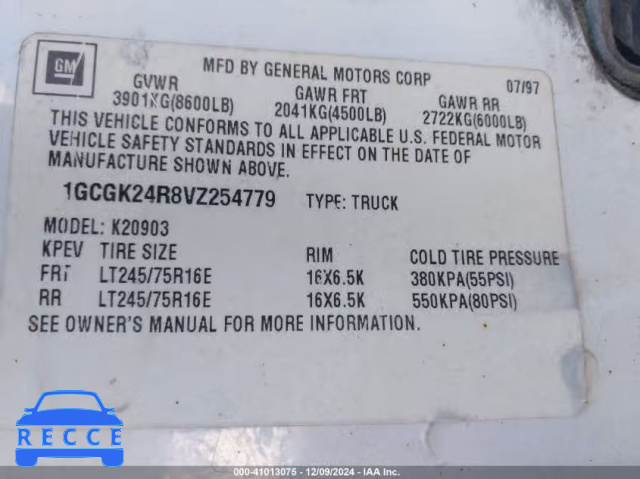 GM
MFD BY GENERAL MOTORS CORP 07/97
GVWR GAWR FRT GAWR RR
3901KG(8600LB) 2041KG(4500LB) 2722KG(6000LB)
THIS VEHICLE CONFORMS TO ALL APPLICABLE U.S. FEDERAL MOTOR
VEHICLE SAFETY STANDARDS IN EFFECT ON THE DATE OF
MANUFACTURE SHOWN ABOVE.
1GCGK24R8VZ254779 TYPE: TRUCK
MODEL: K20903
KPEV TIRE SIZE RIM COLD TIRE PRESSURE
FRT LT245/75R16E 16X6.5K 380KPA(55PSI)
RR LT245/75R16E 16X6.5K 550KPA(80PSI)
SEE OWNER'S MANUAL FOR MORE INFORMATION.
RECCE
000-41013075 - 12/09/2024 - IAA Inc.